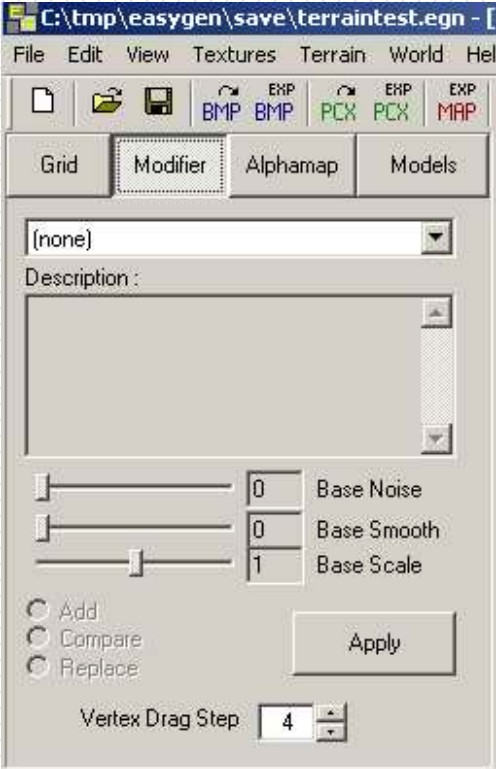 C:\tmp\easygen\save\terraintest.egn - [
File Edit View Textures Terrain World Hel
BMP EXP BMP PCX EXP PCX EXP MAP
Grid Modifier Alphamap Models
(none)
Description :
0 Base Noise
0 Base Smooth
1 Base Scale
Add
Compare
Replace
Apply
Vertex Drag Step 4